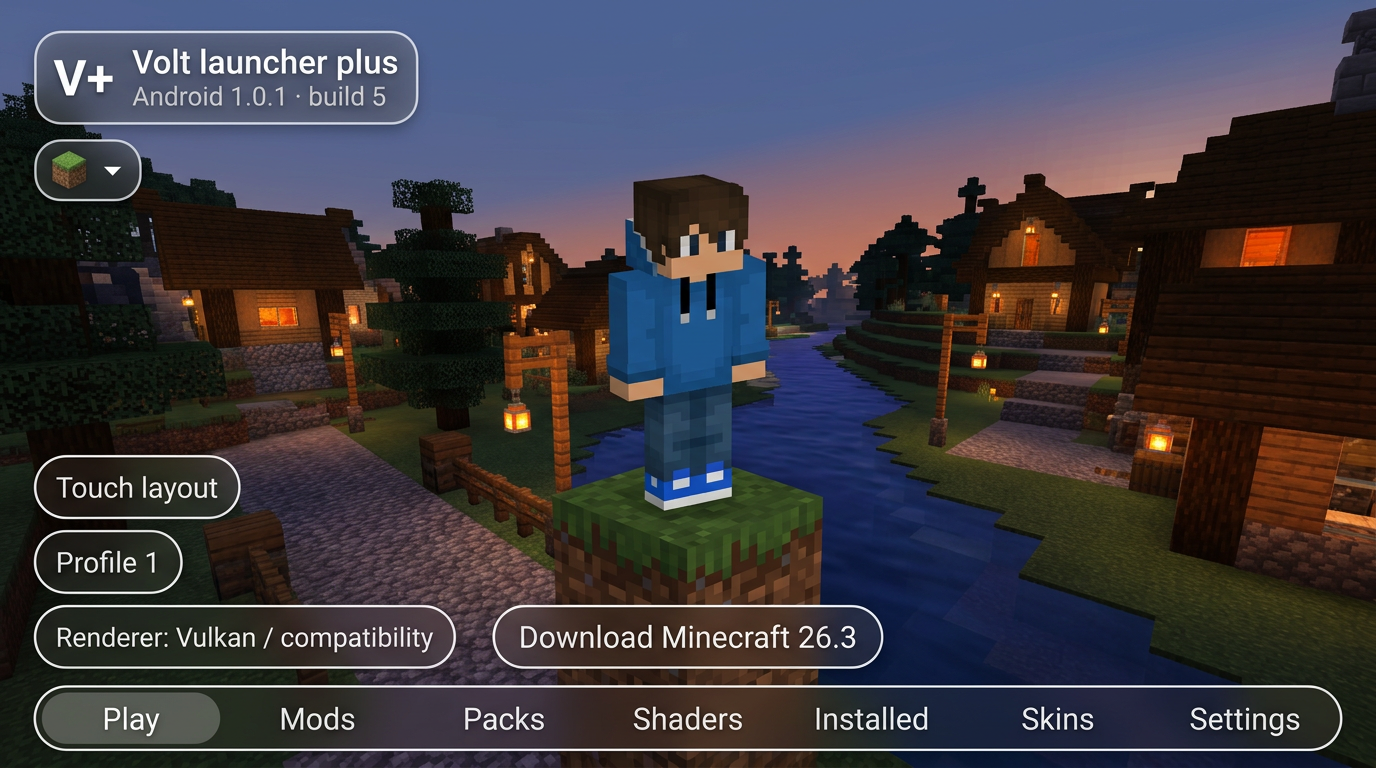 V+
Volt launcher plus
Android 1.0.1 · build 5
Touch layout
Profile 1
Renderer: Vulkan / compatibility
Download Minecraft 26.3
Play
Mods
Packs
Shaders
Installed
Skins
Settings